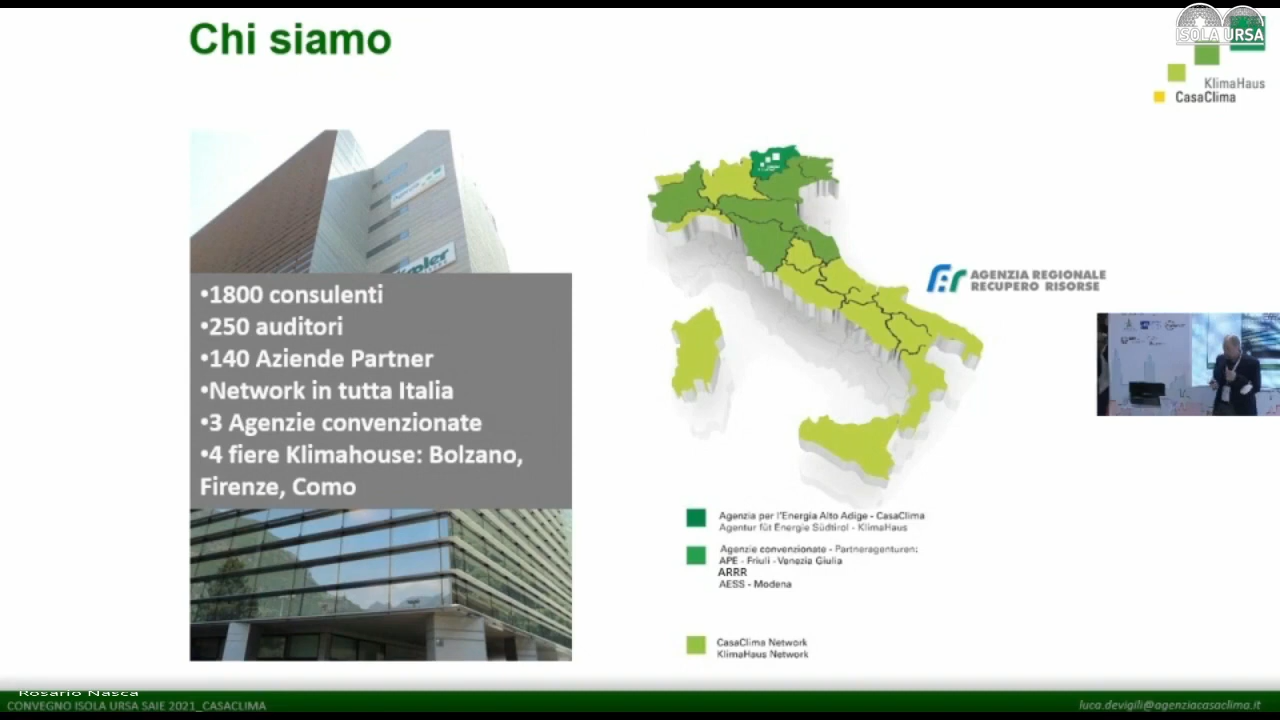 Chi siamo
ISOLA URSA
KlimaHaus
CasaClima
•1800 consulenti
•250 auditori
•140 Aziende Partner
•Network in tutta Italia
•3 Agenzie convenzionate
•4 fiere Klimahouse: Bolzano,
Firenze, Como
AGENZIA REGIONALE
RECUPERO RISORSE
Agenzia per l'Energia Alto Adige - CasaClima
Agentur für Energie Südtirol - KlimaHaus
Agenzie convenzionate - Partneragenturen:
APE - Friuli - Venezia Giulia
ARRR
AESS - Modena
CasaClima Network
KlimaHaus Network
Rosario Nasca
CONVEGNO ISOLA URSA SAIE 2021_CASACLIMA
luca.devigili@agenziacasaclima.it